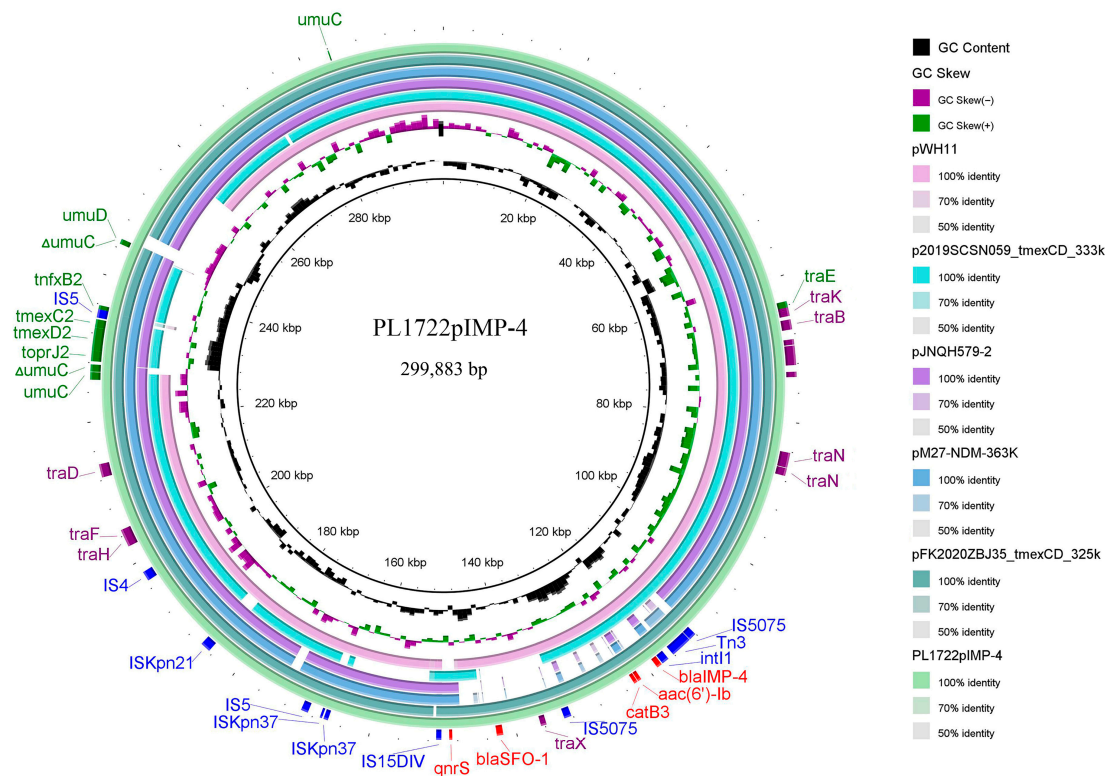 umuC
umuD
ΔumuC
tnfxB2
IS5
tmexC2
tmexD2
toprJ2
ΔumuC
umuC
traD
traF
traH
IS4
ISKpn21
IS5
ISKpn37
ISKpn37
IS15DIV
qnrS
blaSFO-1
traX
IS5075
catB3
aac(6')-Ib
blaIMP-4
intI1
Tn3
IS5075
traN
traN
traB
traK
traE
280 kbp
20 kbp
260 kbp
40 kbp
240 kbp
60 kbp
220 kbp
80 kbp
200 kbp
100 kbp
180 kbp
120 kbp
160 kbp
140 kbp
PL1722pIMP-4
299,883 bp
GC Content
GC Skew
GC Skew(−)
GC Skew(+)
pWH11
100% identity
70% identity
50% identity
p2019SCSN059_tmexCD_333k
100% identity
70% identity
50% identity
pJNQH579-2
100% identity
70% identity
50% identity
pM27-NDM-363K
100% identity
70% identity
50% identity
pFK2020ZBJ35_tmexCD_325k
100% identity
70% identity
50% identity
PL1722pIMP-4
100% identity
70% identity
50% identity